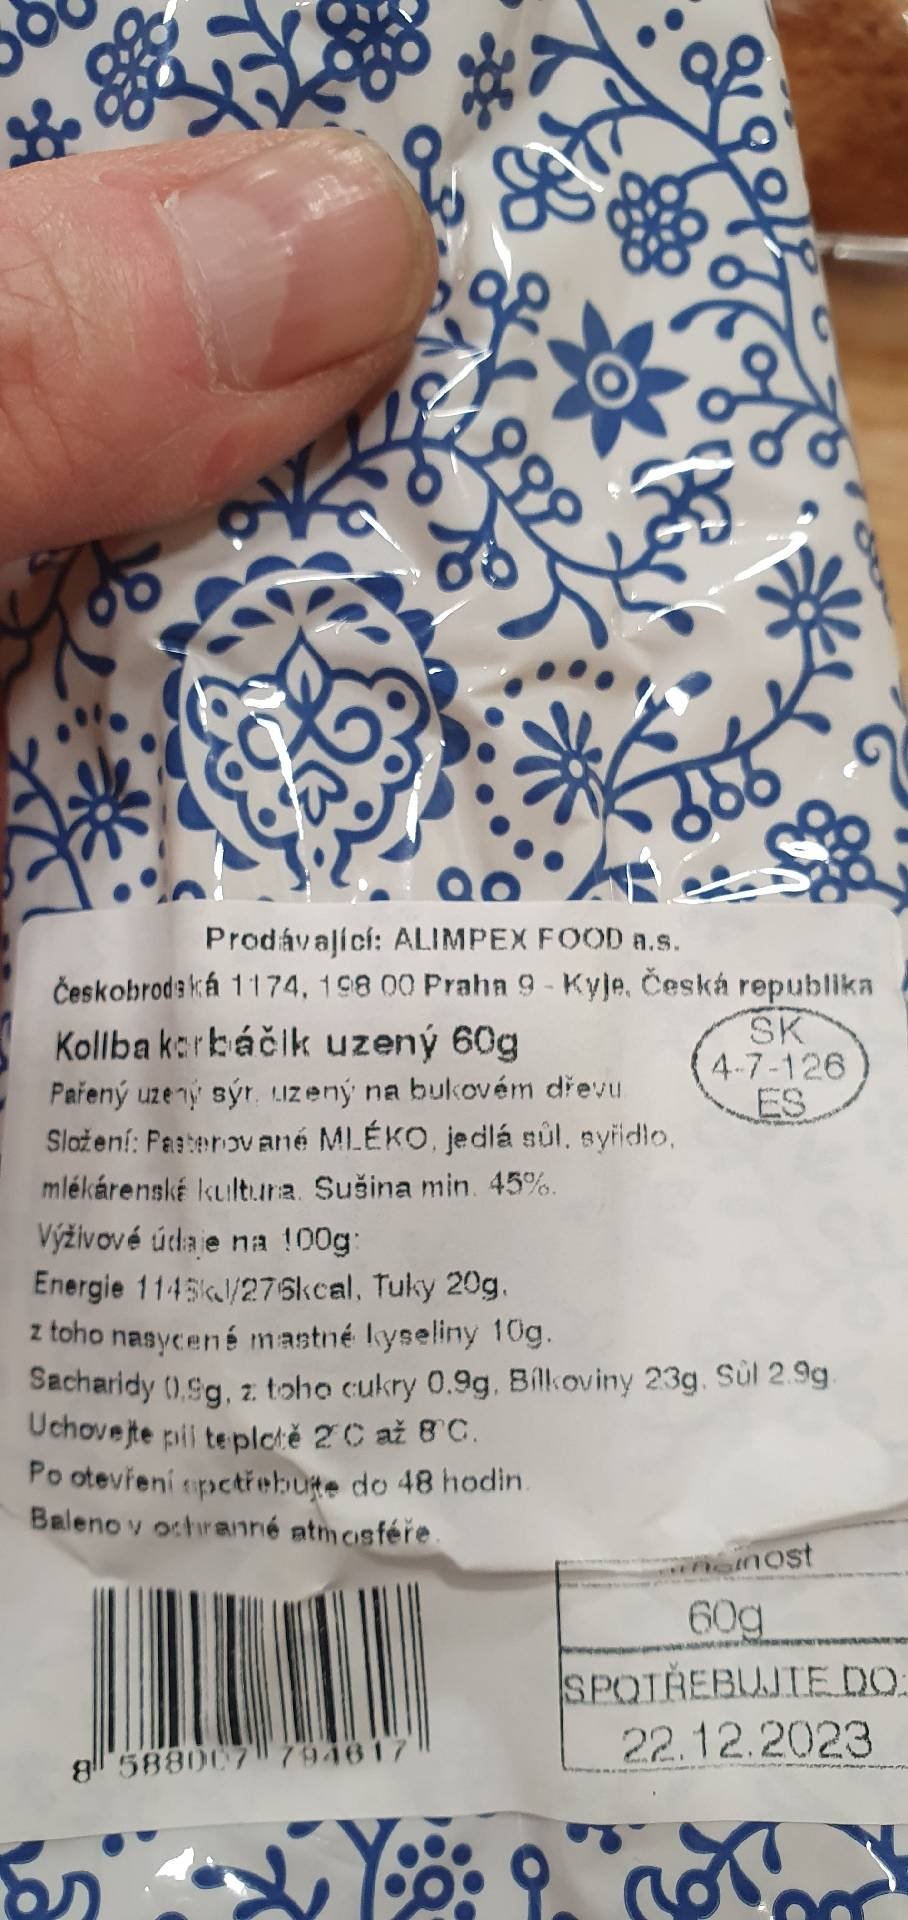 Prodávající: ALIMPEX FOOD a.s.
Českobrodská 1174, 198 00 Praha 9 - Kyje, Česká republika
Koliba korbáčik uzený 60g
SK
4-7-126
ES
Pařený uzený sýr, uzený na bukovém dřevu
Složení: Pasterované MLÉKO, jedlá sůl, syřidlo,
mlékárenské kultura. Sušina min. 45%.
Výživové údaje na 100g:
Energie 1145kJ/276kcal, Tuky 20g,
z toho nasycené mastné kyseliny 10g.
Sacharidy 0,9g, z toho cukry 0.9g, Bílkoviny 23g. Sůl 2.9g.
Uchovejte při teplotě 2°C až 8°C.
Po otevření spotřebujte do 48 hodin.
Baleno v ochranné atmosféře.
60g
SPOTŘEBUJTE DO:
22.12.2023
8 588007 794617